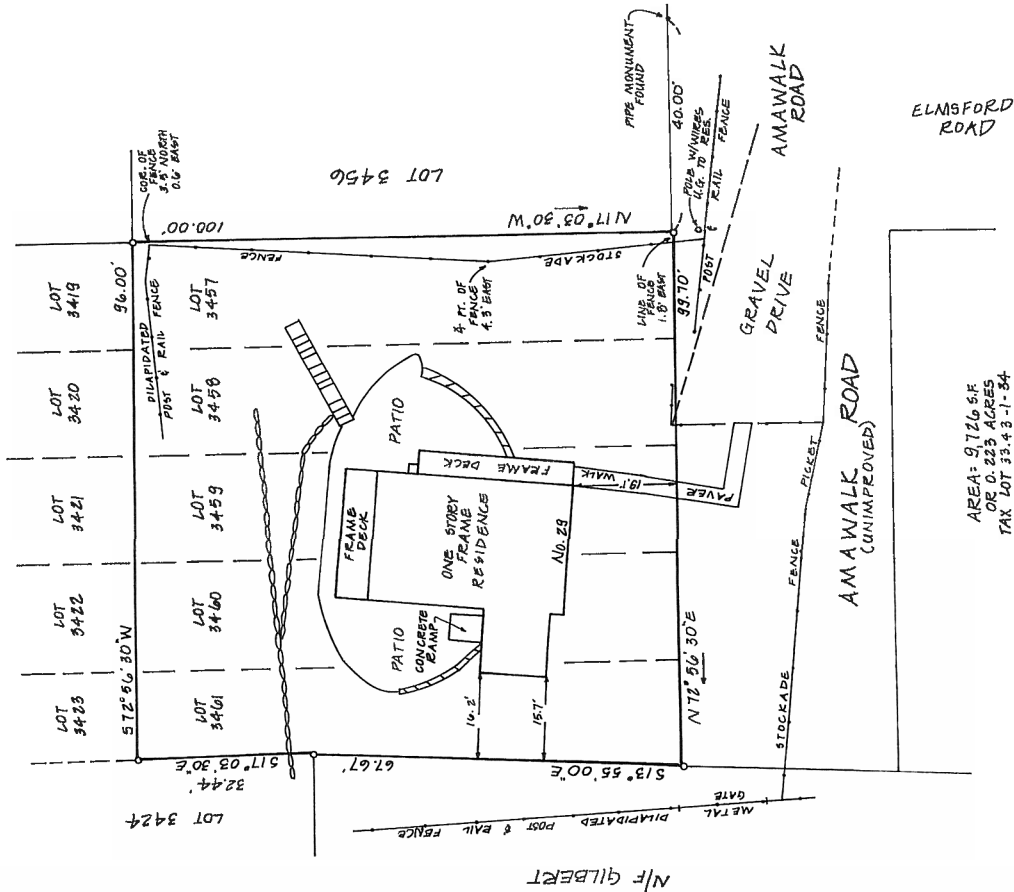 PIPE MONUMENT
FOUND
40.00'
AMAWALK
ROAD
ELMSFORD
ROAD
COR. OF
FENCE
3.5' NORTH
0.6' EAST
LOT 3456
POLE W/WIRES
U.G. TO RES.
POST & RAIL FENCE
100.00'
N17° 03' 30"W
LOT
3419
96.00'
DILAPIDATED
POST & RAIL FENCE
LOT
3457
FENCE
STOCKADE
∡ PT. OF
FENCE
4.3' EAST
LINE OF
FENCE
1.8' EAST
99.70'
GRAVEL
DRIVE
FENCE
LOT
3420
LOT
3458
PATIO
FRAME DECK
PAVER WALK
19.1'
PICKET
AMAWALK ROAD
(UNIMPROVED)
LOT
3421
LOT
3459
FRAME
DECK
ONE STORY
FRAME
RESIDENCE
No. 29
FENCE
AREA= 9,726 S.F.
OR 0.223 ACRES
TAX LOT 33.43-1-34
LOT
3422
LOT
3460
PATIO
CONCRETE
RAMP
LOT
3423
S72° 56' 30"W
LOT
3461
16.2'
15.7'
N 72° 56' 30"E
STOCKADE
S17° 03' 30"E
32.44'
67.67'
S13° 55' 00"E
LOT 3424
DILAPIDATED POST & RAIL FENCE
METAL
GATE
N/F GILBERT